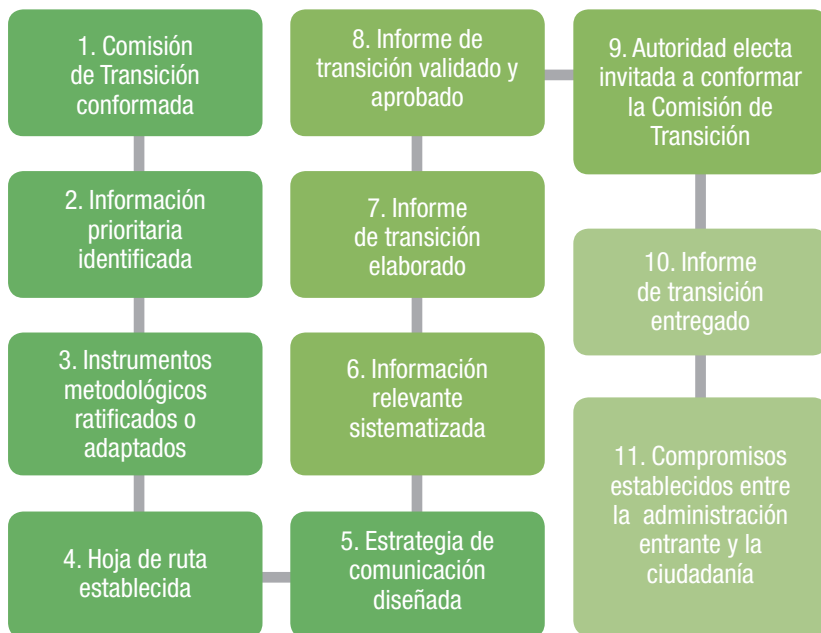 1. Comisión
de Transición
conformada
2. Información
prioritaria
identificada
3. Instrumentos
metodológicos
ratificados o
adaptados
4. Hoja de ruta
establecida
5. Estrategia de
comunicación
diseñada
6. Información
relevante
sistematizada
7. Informe
de transición
elaborado
8. Informe de
transición validado y
aprobado
9. Autoridad electa
invitada a conformar
la Comisión de
Transición
10. Informe
de transición
entregado
11. Compromisos
establecidos entre
la administración
entrante y la
ciudadanía